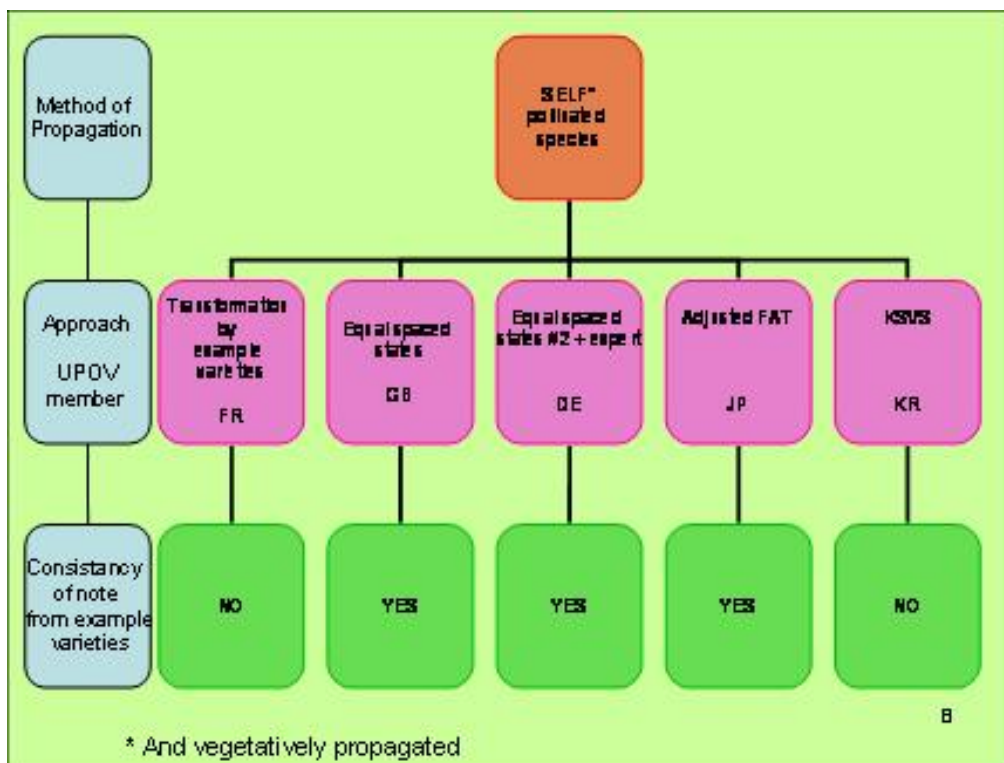 Method of
Propagation
SELF*
pollinated
species
Approach
UPOV
member
Transformation
by
example
varieties
FR
Equal spaced
states
GB
Equal spaced
states #2 + expert
DE
Adjusted FAT
JP
KSVS
KR
Consistancy
of note
from example
varieties
NO
YES
YES
YES
NO
* And vegetatively propagated